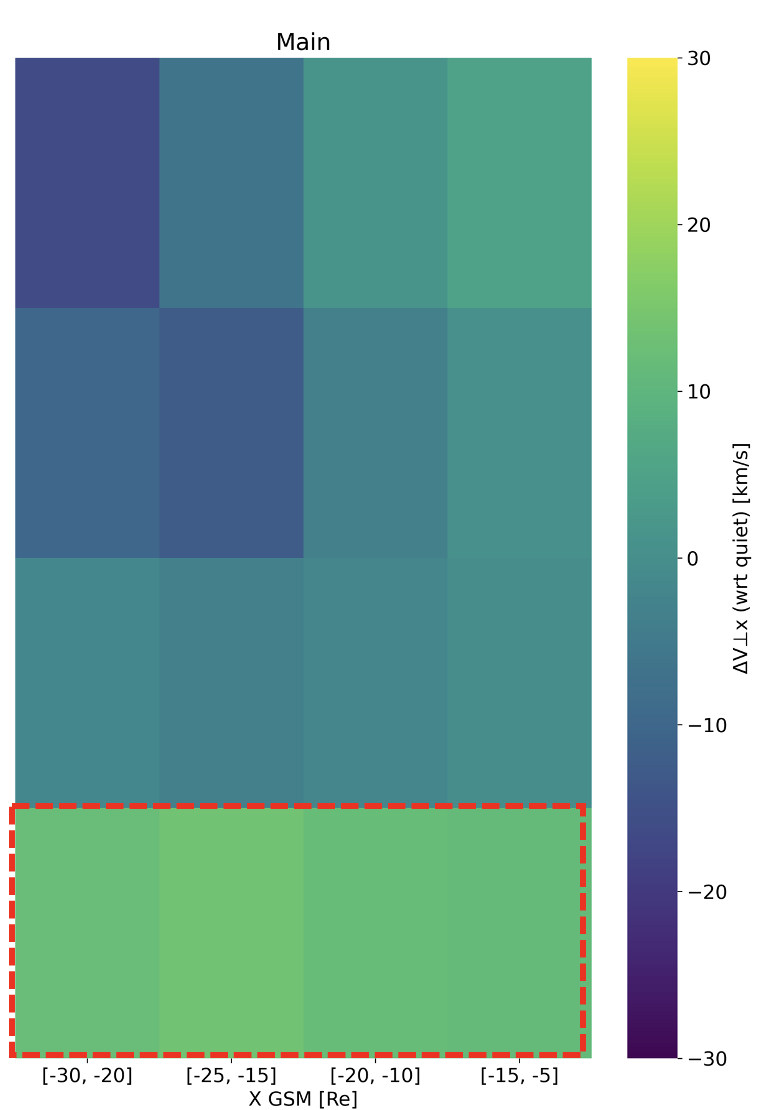 Main
30
20
10
0
−10
−20
−30
ΔV⊥x (wrt quiet) [km/s]
[-30, -20] [-25, -15] [-20, -10] [-15, -5]
X GSM [Re]